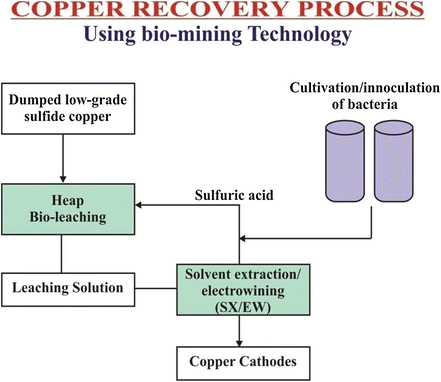 COPPER RECOVERY PROCESS
Using bio-mining Technology
Dumped low-grade
sulfide copper
Cultivation/innoculation
of bacteria
Heap
Bio-leaching
Sulfuric acid
Leaching Solution
Solvent extraction/
electrowining
(SX/EW)
Copper Cathodes